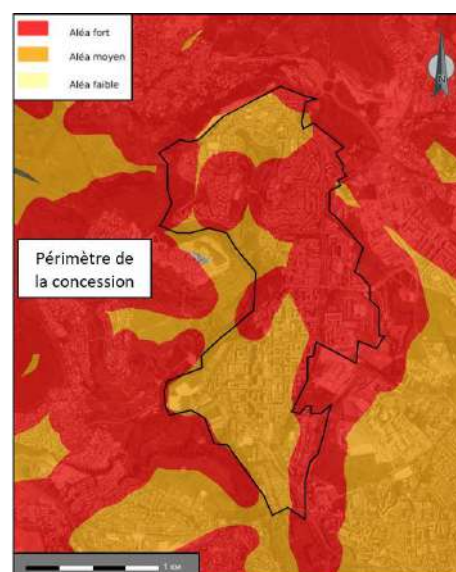 Aléa fort
Aléa moyen
Aléa faible
N
Périmètre de
la concession
1 KM